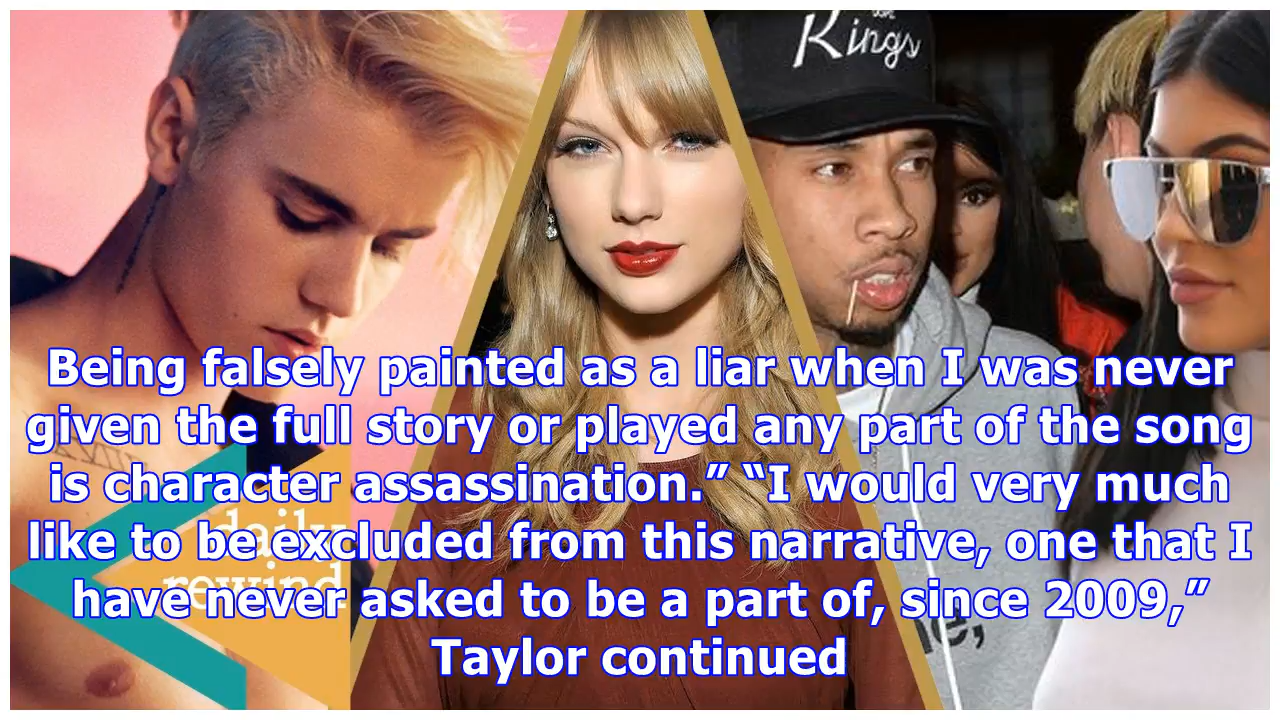 Kings
Being falsely painted as a liar when I was never
given the full story or played any part of the song
is character assassination.” “I would very much
like to be excluded from this narrative, one that I
have never asked to be a part of, since 2009,”
Taylor continued
daily
rewind